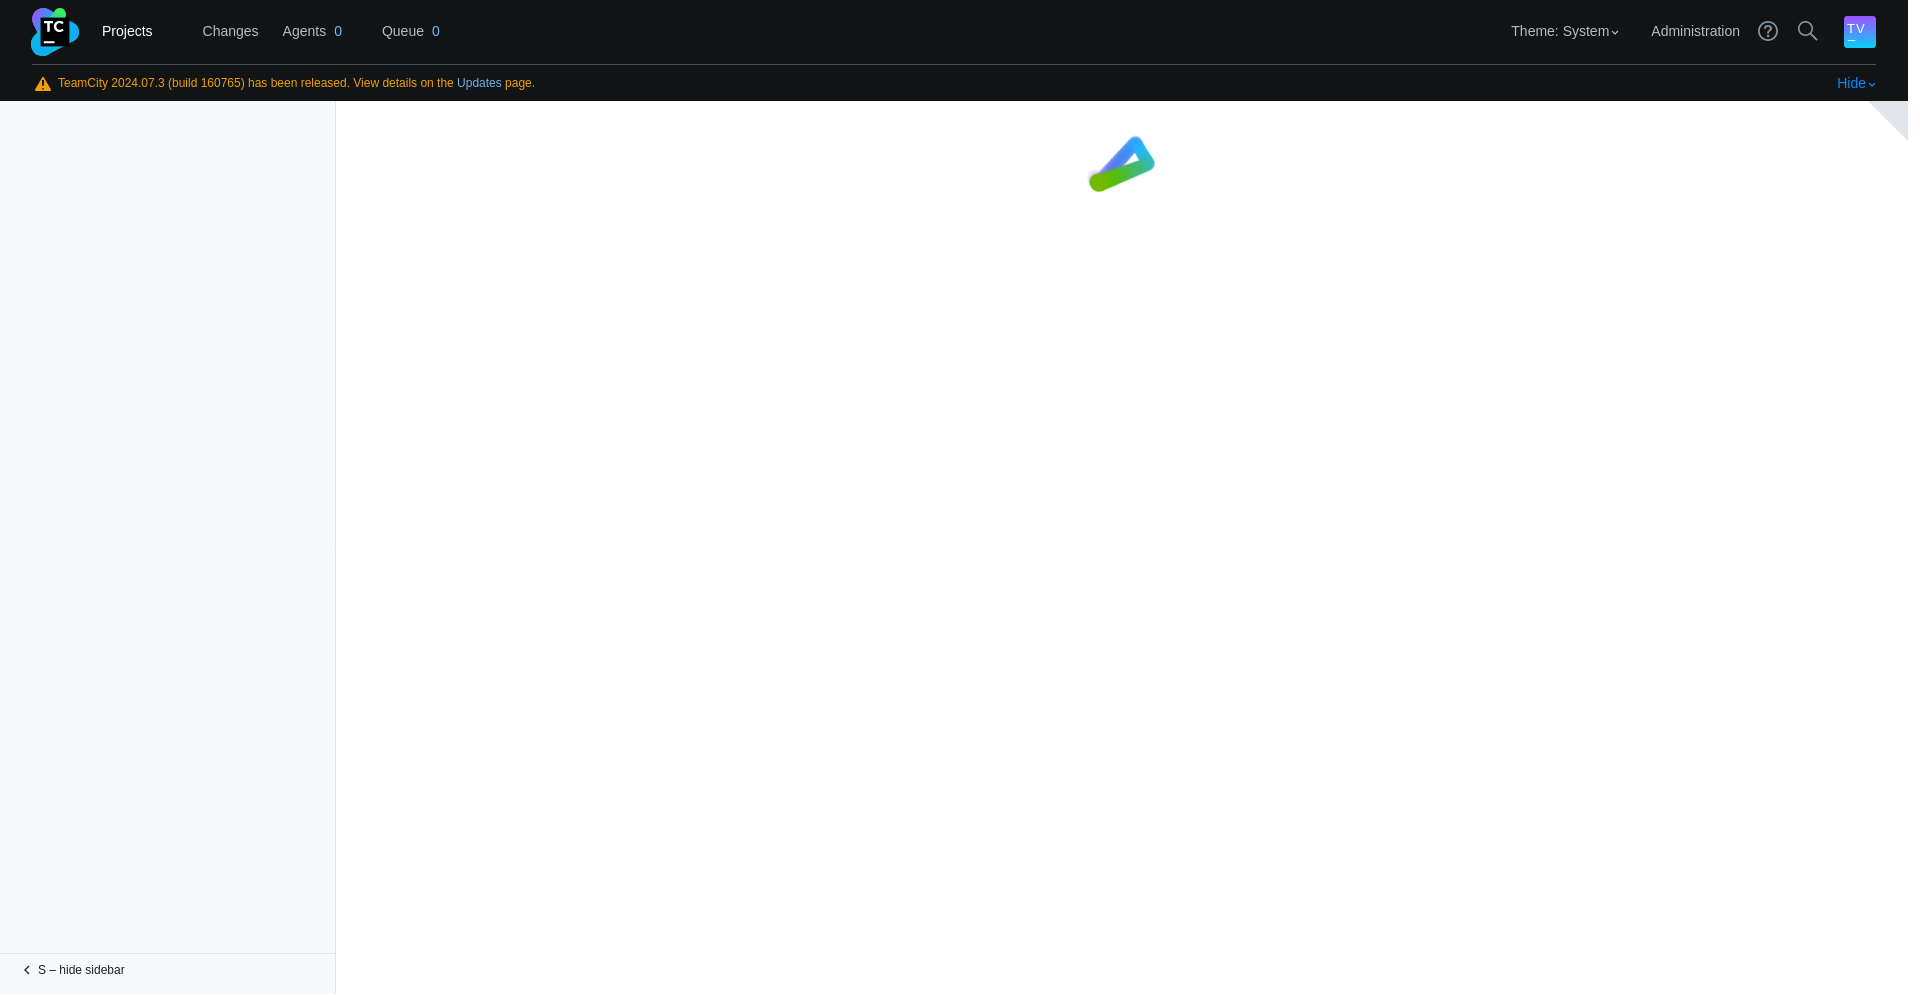 TC
Projects
Changes
Agents 0
Queue 0
Theme: System
Administration
TV
TeamCity 2024.07.3 (build 160765) has been released. View details on the Updates page.
Hide
S – hide sidebar